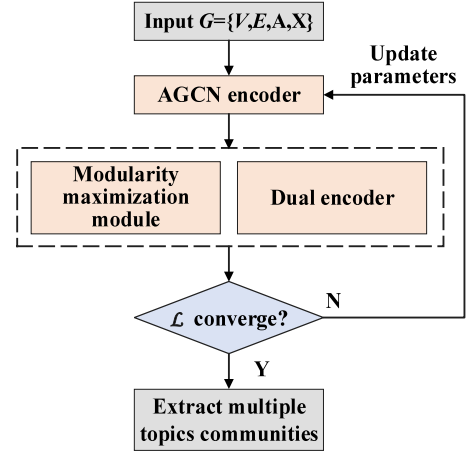 Input G={V,E,A,X}
Update
parameters
AGCN encoder
Modularity
maximization
module
Dual encoder
ℒ converge?
N
Y
Extract multiple
topics communities